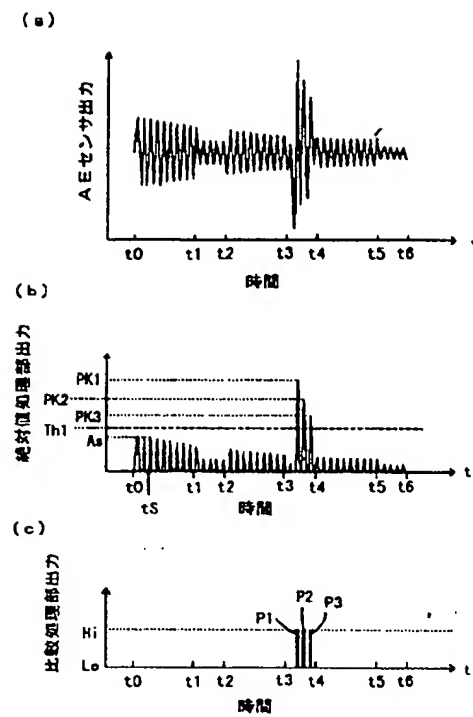 (a)
AEセンサ出力
t0 t1 t2 t3 t4 t5 t6
時間
(b)
絶対値処理部出力
PK1
PK2
PK3
Th1
As
t0 t1 t2 t3 t4 t5 t6 t
tS
時間
(c)
比較処理部出力
P1 P2 P3
Hi
Lo
t0 t1 t2 t3 t4 t5 t6 t
時間